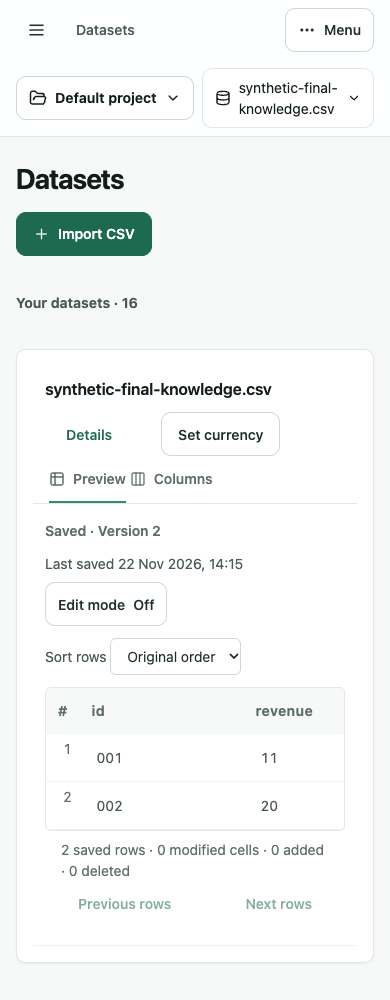 Datasets
Menu
Default project
synthetic-final-
knowledge.csv
Datasets
Import CSV
Your datasets · 16
synthetic-final-knowledge.csv
Details
Set currency
Preview
Columns
Saved · Version 2
Last saved 22 Nov 2026, 14:15
Edit mode Off
Sort rows Original order
# id revenue
1 001 11
2 002 20
2 saved rows · 0 modified cells · 0 added
· 0 deleted
Previous rows
Next rows